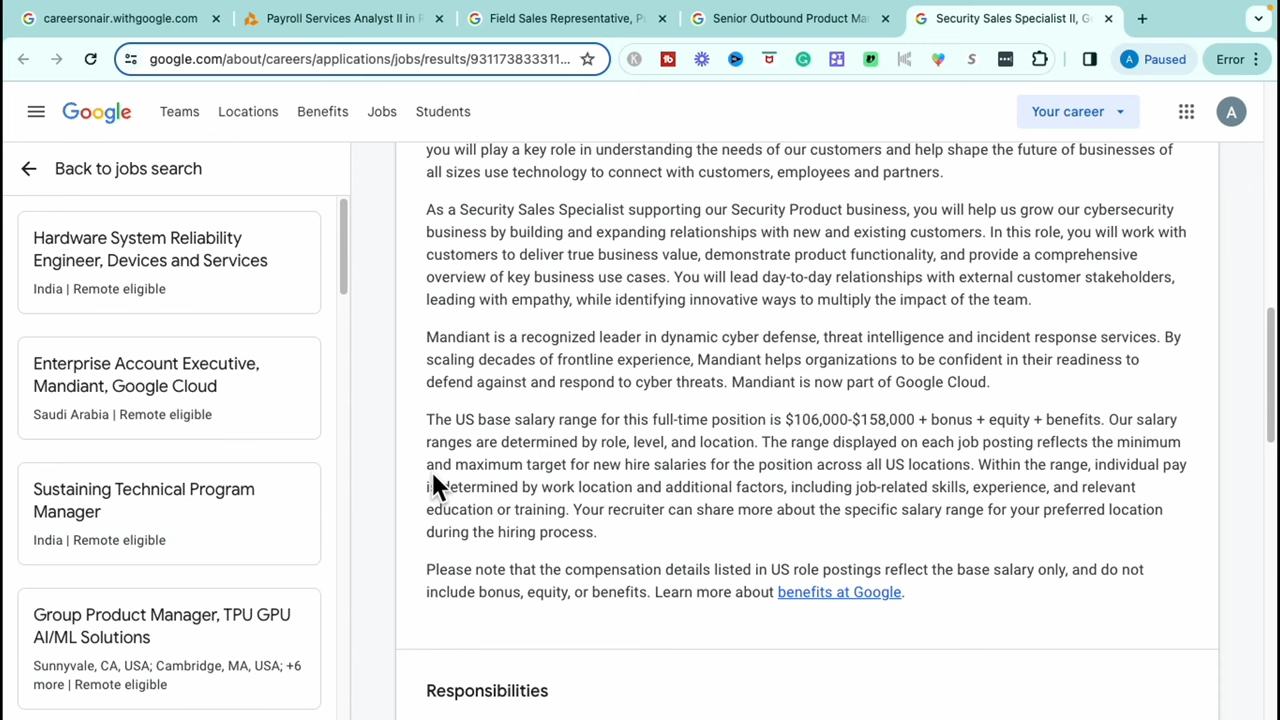 careersonair.withgoogle.com
Payroll Services Analyst II in R
Field Sales Representative, P
Senior Outbound Product Ma
Security Sales Specialist II, G
google.com/about/careers/applications/jobs/results/931173833311...
Paused
Error
Google
Teams
Locations
Benefits
Jobs
Students
Your career
A
Back to jobs search
Hardware System Reliability
Engineer, Devices and Services
India | Remote eligible
Enterprise Account Executive,
Mandiant, Google Cloud
Saudi Arabia | Remote eligible
Sustaining Technical Program
Manager
India | Remote eligible
Group Product Manager, TPU GPU
AI/ML Solutions
Sunnyvale, CA, USA; Cambridge, MA, USA; +6
more | Remote eligible
you will play a key role in understanding the needs of our customers and help shape the future of businesses of
all sizes use technology to connect with customers, employees and partners.
As a Security Sales Specialist supporting our Security Product business, you will help us grow our cybersecurity
business by building and expanding relationships with new and existing customers. In this role, you will work with
customers to deliver true business value, demonstrate product functionality, and provide a comprehensive
overview of key business use cases. You will lead day-to-day relationships with external customer stakeholders,
leading with empathy, while identifying innovative ways to multiply the impact of the team.
Mandiant is a recognized leader in dynamic cyber defense, threat intelligence and incident response services. By
scaling decades of frontline experience, Mandiant helps organizations to be confident in their readiness to
defend against and respond to cyber threats. Mandiant is now part of Google Cloud.
The US base salary range for this full-time position is $106,000-$158,000 + bonus + equity + benefits. Our salary
ranges are determined by role, level, and location. The range displayed on each job posting reflects the minimum
and maximum target for new hire salaries for the position across all US locations. Within the range, individual pay
is determined by work location and additional factors, including job-related skills, experience, and relevant
education or training. Your recruiter can share more about the specific salary range for your preferred location
during the hiring process.
Please note that the compensation details listed in US role postings reflect the base salary only, and do not
include bonus, equity, or benefits. Learn more about benefits at Google.
Responsibilities